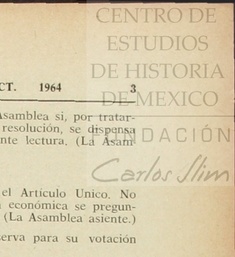 CENTRO DE
ESTUDIOS
DE HISTORIA
DE MEXICO
FUNDACIÓN
Carlos Slim
CT. 1964 3
Asamblea si, por tratar-
resolución, se dispensa
nte lectura. (La Asam-
el Artículo Unico. No
económica se pregun-
(La Asamblea asiente.)
erva para su votación